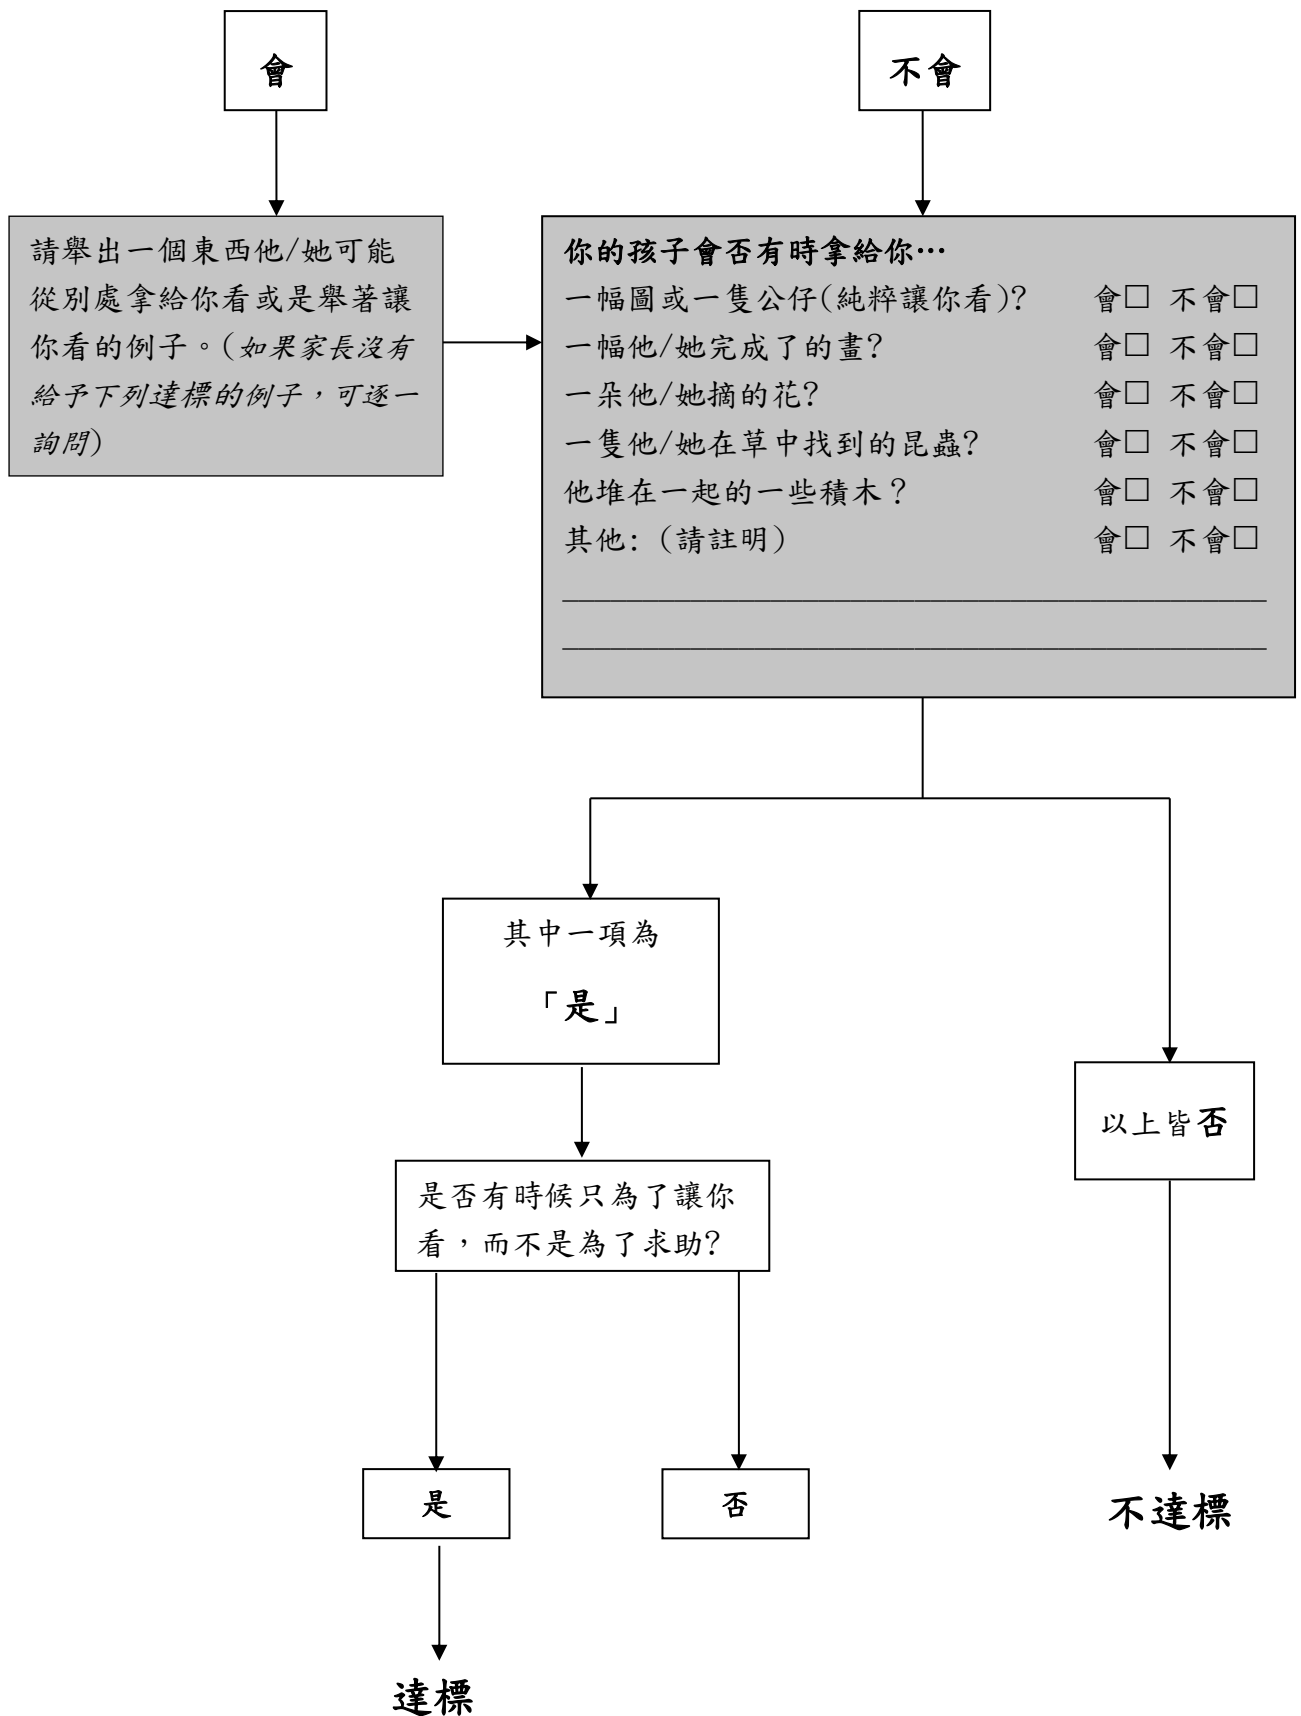 會
不會
請舉出一個東西他/她可能
從別處拿給你看或是舉著讓
你看的例子。(如果家長沒有
給予下列達標的例子，可逐一
詢問)
你的孩子會否有時拿給你…
一幅圖或一隻公仔(純粹讓你看)? 會□ 不會□
一幅他/她完成了的畫? 會□ 不會□
一朵他/她摘的花? 會□ 不會□
一隻他/她在草中找到的昆蟲? 會□ 不會□
他堆在一起的一些積木？ 會□ 不會□
其他: (請註明) 會□ 不會□
其中一項為
「是」
以上皆否
是否有時候只為了讓你
看，而不是為了求助?
是
否
不達標
達標